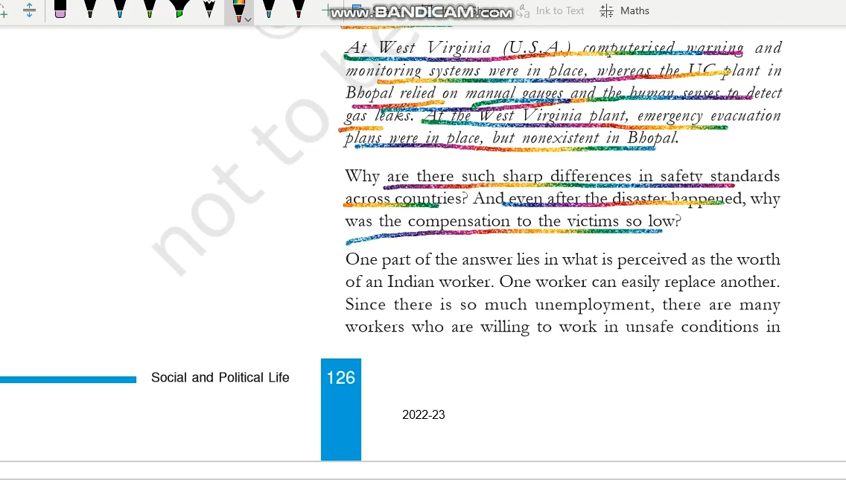 www.BANDICAM.com
Ink to Text
Maths
At West Virginia (U.S.A.) computerised warning and
monitoring systems were in place, whereas the UC plant in
Bhopal relied on manual gauges and the human senses to detect
gas leaks. At the West Virginia plant, emergency evacuation
plans were in place, but nonexistent in Bhopal.
Why are there such sharp differences in safety standards
across countries? And even after the disaster happened, why
was the compensation to the victims so low?
One part of the answer lies in what is perceived as the worth
of an Indian worker. One worker can easily replace another.
Since there is so much unemployment, there are many
workers who are willing to work in unsafe conditions in
not to be
Social and Political Life
126
2022-23